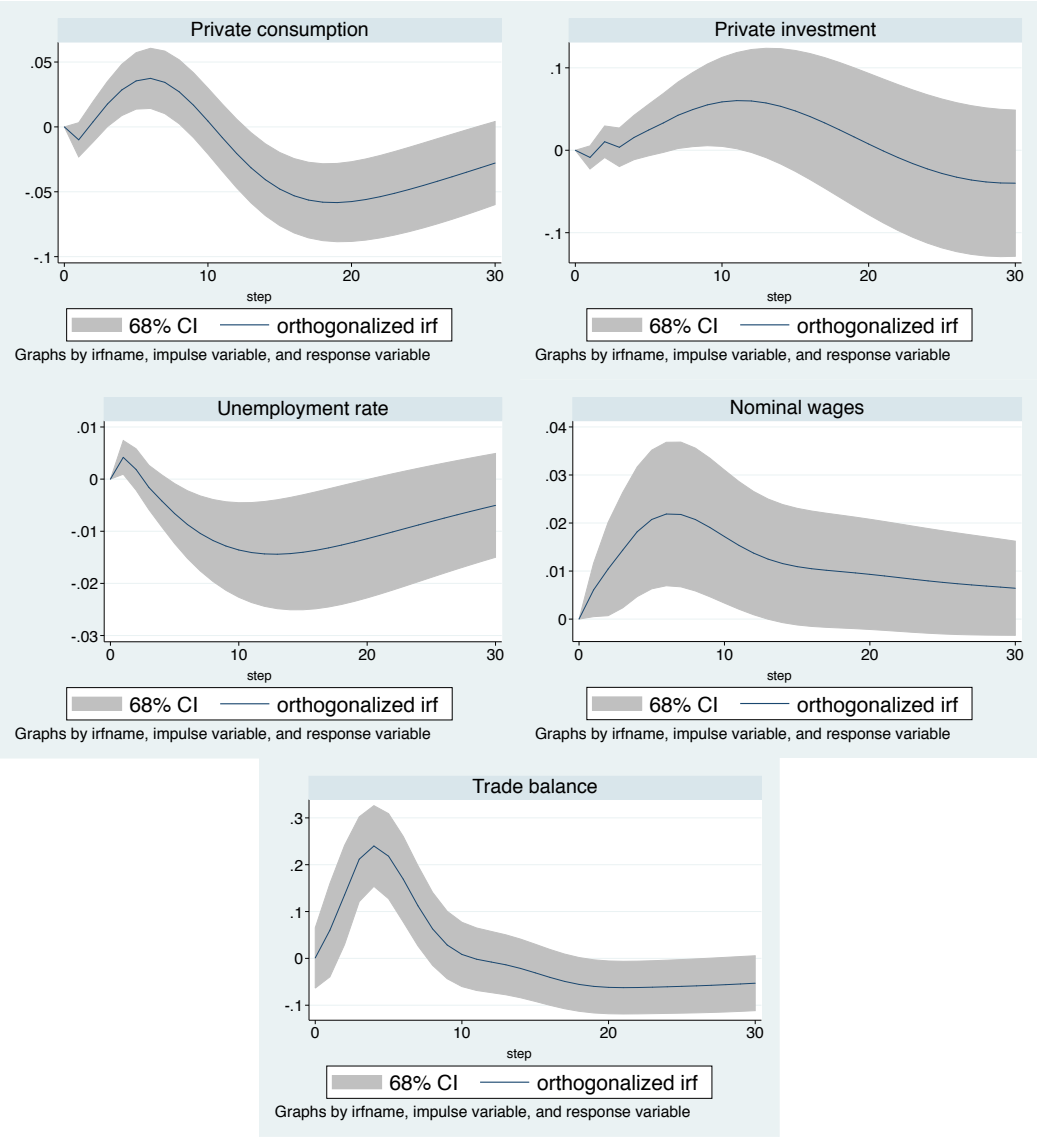 Private consumption
.05
0
-.05
-.1
0 10 20 30
step
68% CI orthogonalized irf
Graphs by irfname, impulse variable, and response variable
Private investment
.1
0
-.1
0 10 20 30
step
68% CI orthogonalized irf
Graphs by irfname, impulse variable, and response variable
Unemployment rate
.01
0
-.01
-.02
-.03
0 10 20 30
step
68% CI orthogonalized irf
Graphs by irfname, impulse variable, and response variable
Nominal wages
.04
.03
.02
.01
0
0 10 20 30
step
68% CI orthogonalized irf
Graphs by irfname, impulse variable, and response variable
Trade balance
.3
.2
.1
0
-.1
0 10 20 30
step
68% CI orthogonalized irf
Graphs by irfname, impulse variable, and response variable